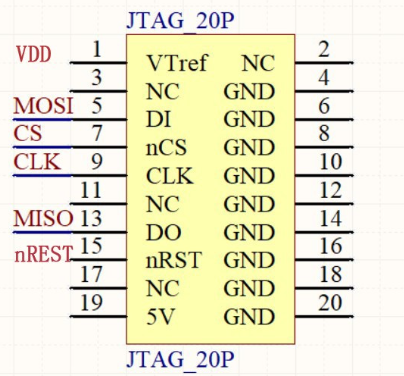 JTAG_20P
VDD 1 VTref NC 2
3 NC GND 4
MOSI 5 DI GND 6
CS 7 nCS GND 8
CLK 9 CLK GND 10
11 NC GND 12
MISO 13 DO GND 14
nREST 15 nRST GND 16
17 NC GND 18
19 5V GND 20
JTAG_20P